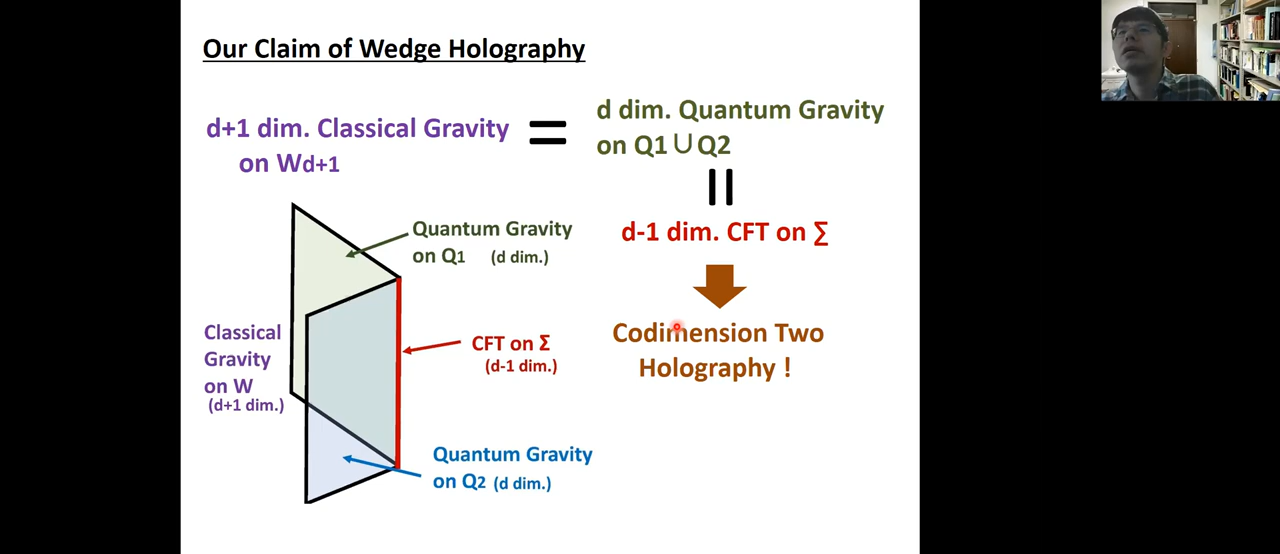 Our Claim of Wedge Holography
d+1 dim. Classical Gravity
on Wd+1
=
d dim. Quantum Gravity
on Q1 ∪ Q2
=
d-1 dim. CFT on ∑
Codimension Two
Holography !
Quantum Gravity
on Q1 (d dim.)
Classical
Gravity
on W
(d+1 dim.)
CFT on Σ
(d-1 dim.)
Quantum Gravity
on Q2 (d dim.)